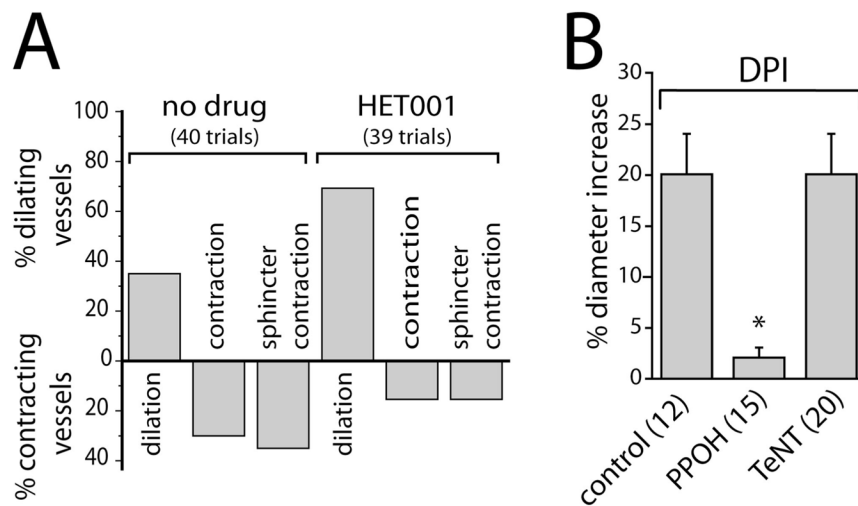 A
no drug
(40 trials)
HET001
(39 trials)
% dilating
vessels
% contracting
vessels
100
80
60
40
20
0
20
40
dilation
contraction
sphincter
contraction
dilation
contraction
sphincter
contraction
B
DPI
% diameter increase
30
25
20
15
10
5
0
*
control (12)
PPOH (15)
TeNT (20)